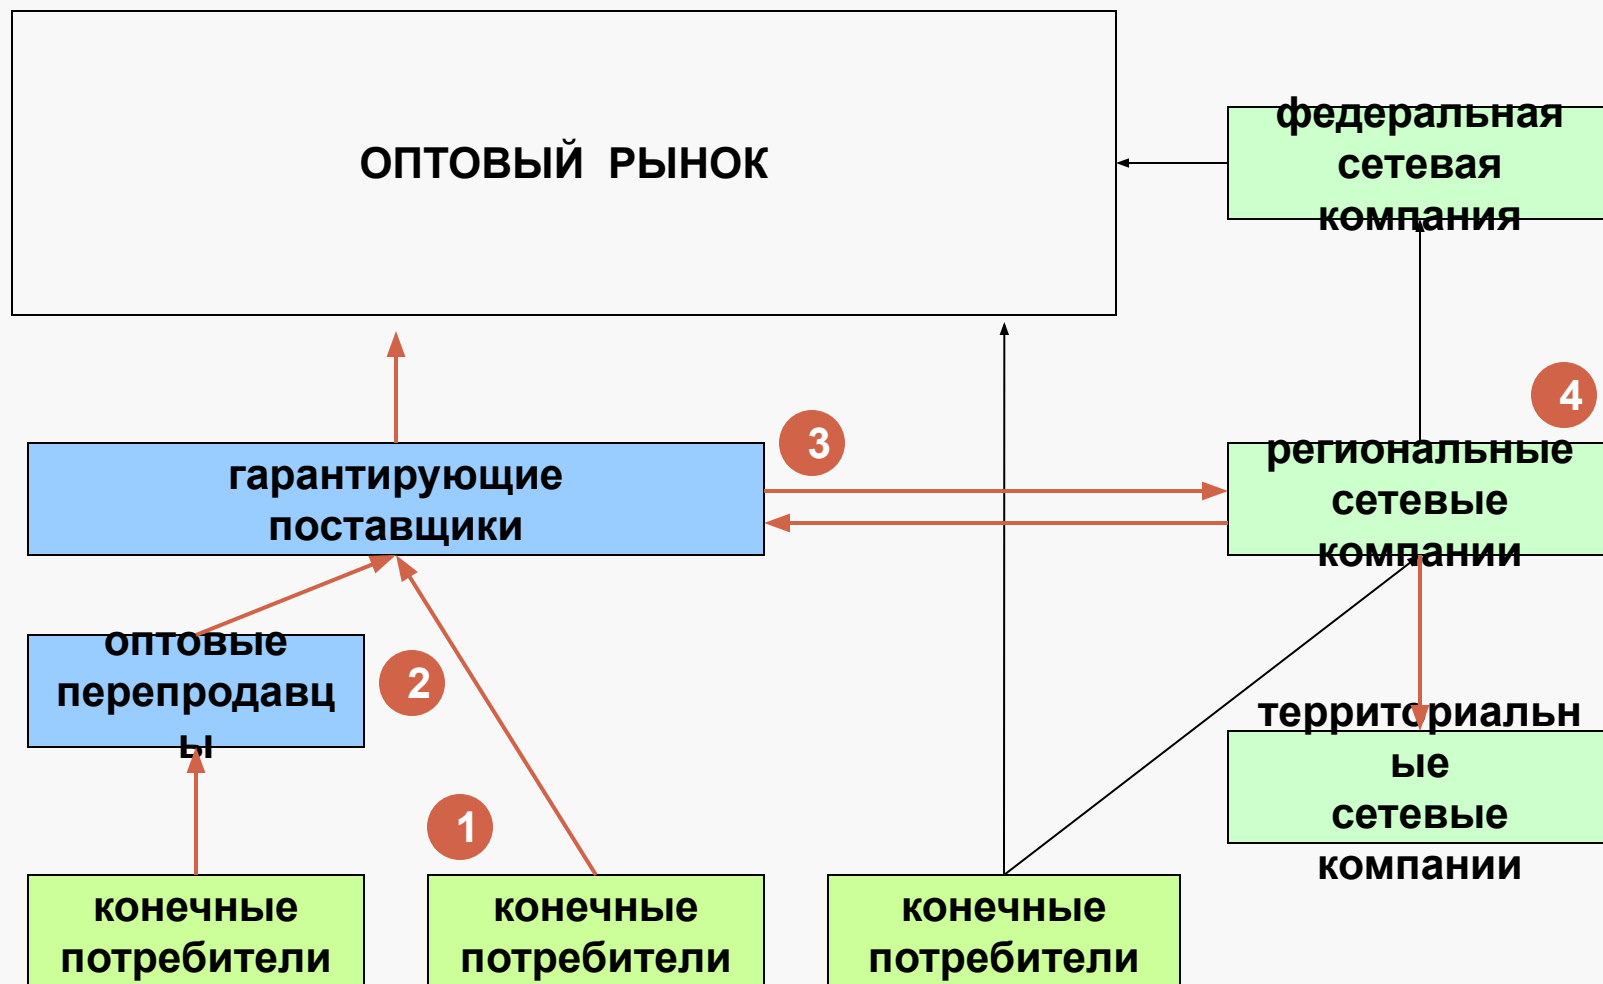 ОПТОВЫЙ РЫНОК
федеральная
сетевая
компания
4
3
гарантирующие
поставщики
региональные
сетевые
компании
оптовые
перепродавц
ы
2
территориальн
ые
сетевые
компании
1
конечные
потребители
конечные
потребители
конечные
потребители